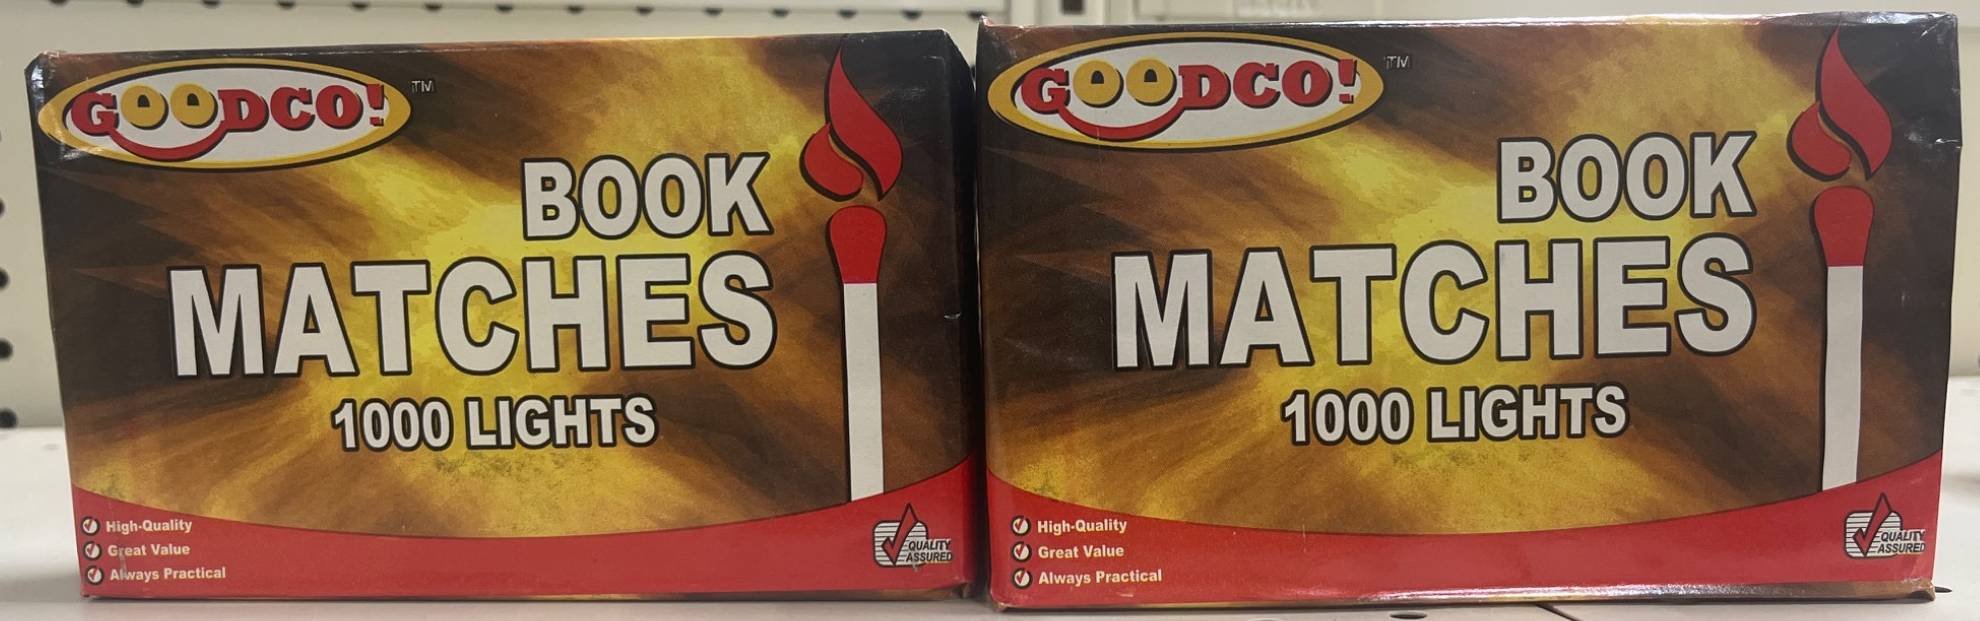 GOODCO!™
BOOK
MATCHES
1000 LIGHTS
High-Quality
Great Value
Always Practical
QUALITY
ASSURED
GOODCO!™
BOOK
MATCHES
1000 LIGHTS
High-Quality
Great Value
Always Practical
QUALITY
ASSURED